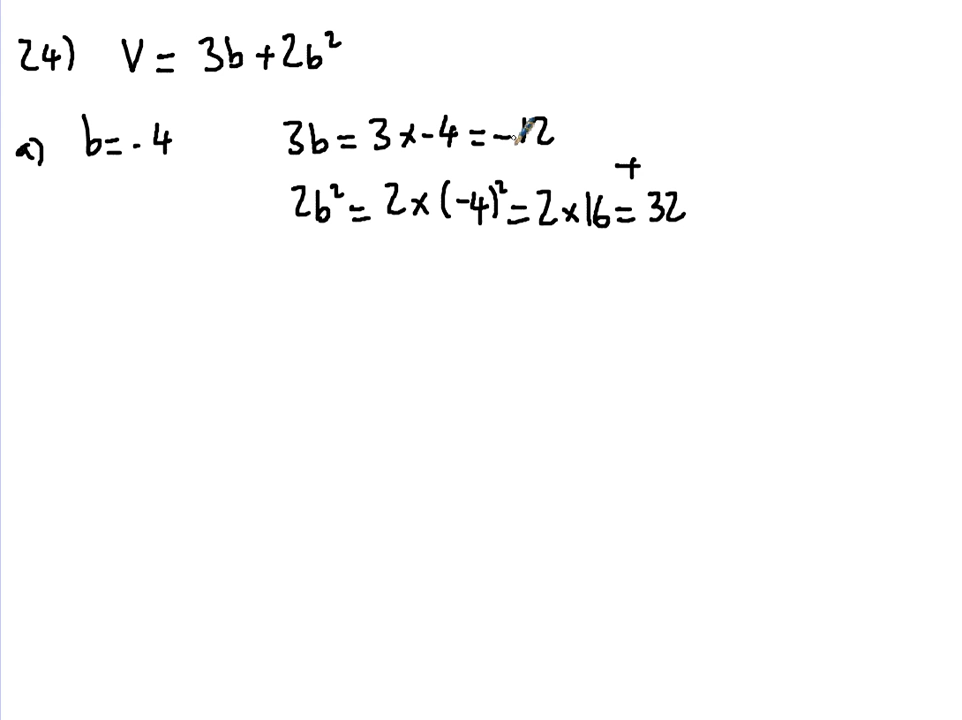 24) V = 3b + 2b²
a) b = -4 3b = 3 × -4 = -12
+
2b² = 2 × (-4)² = 2 × 16 = 32